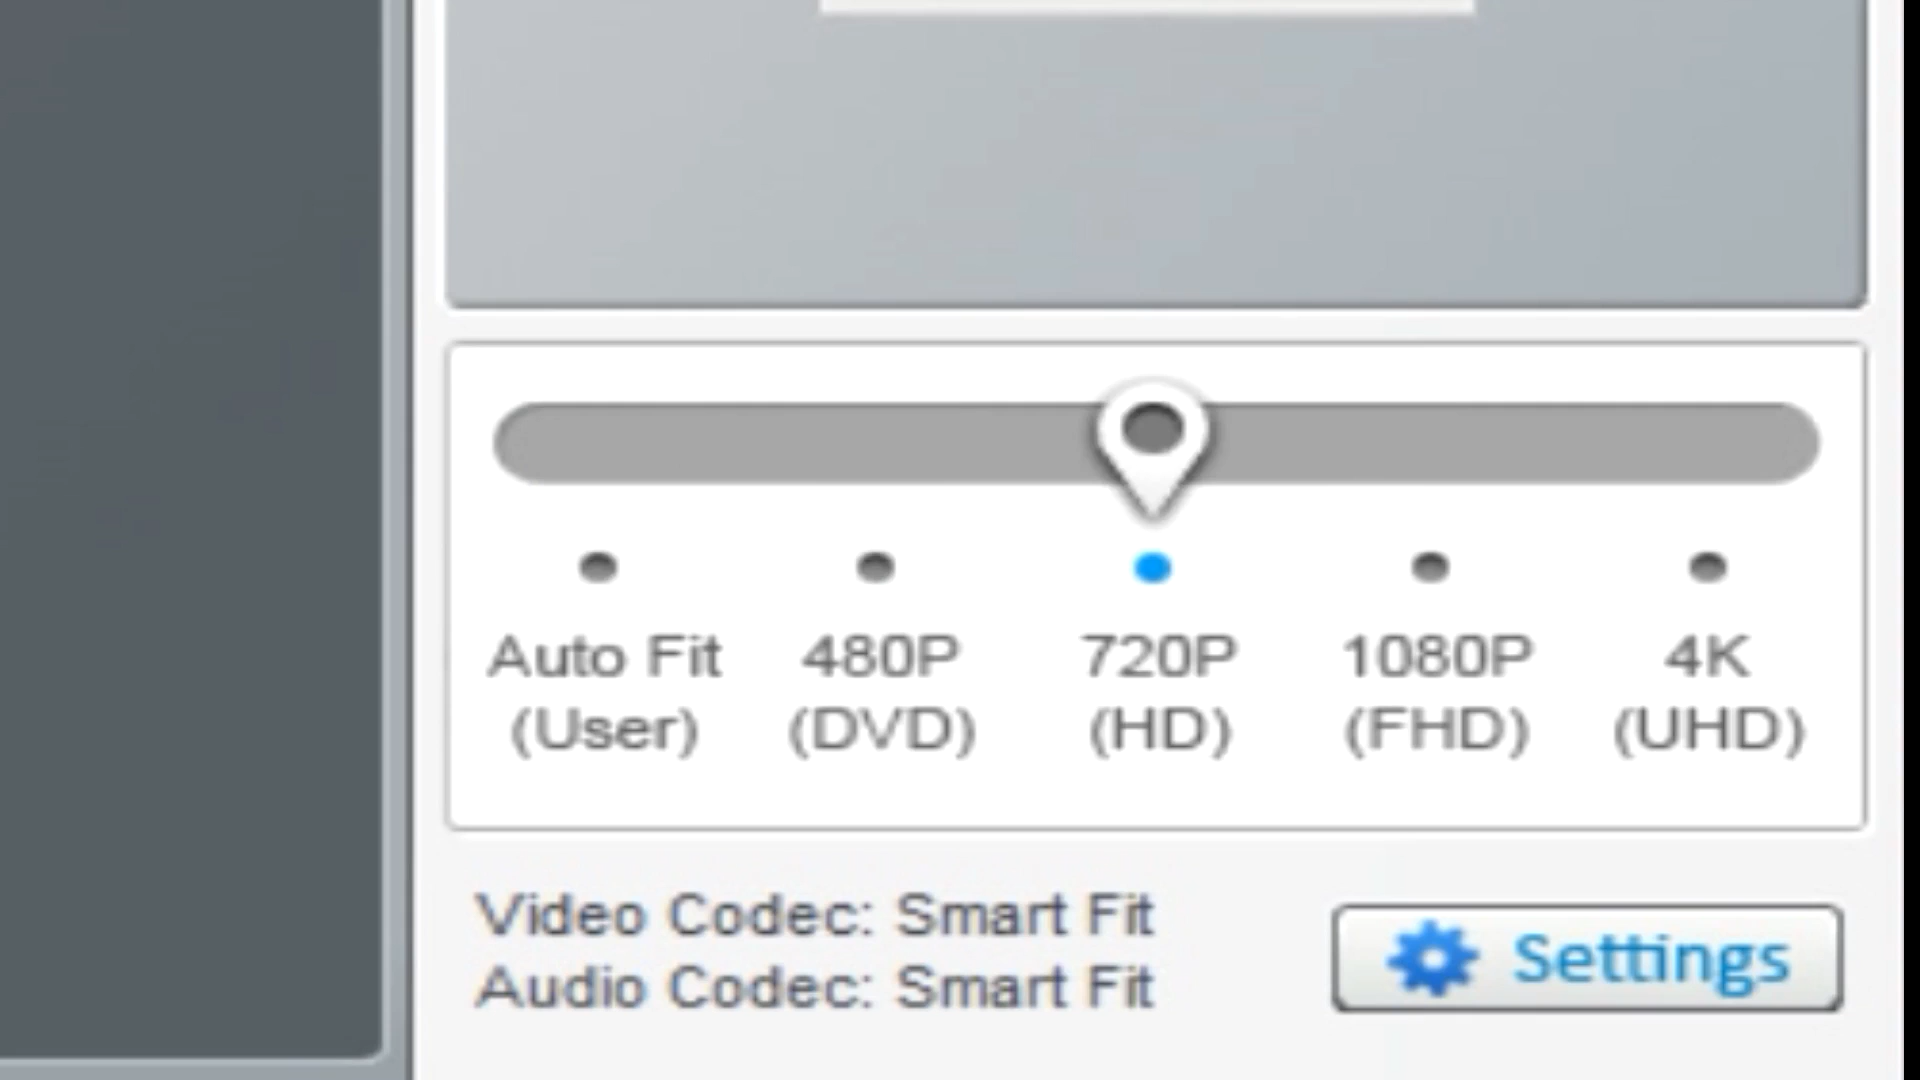 Auto Fit 480P 720P 1080P 4K
(User) (DVD) (HD) (FHD) (UHD)
Video Codec: Smart Fit
Audio Codec: Smart Fit
Settings